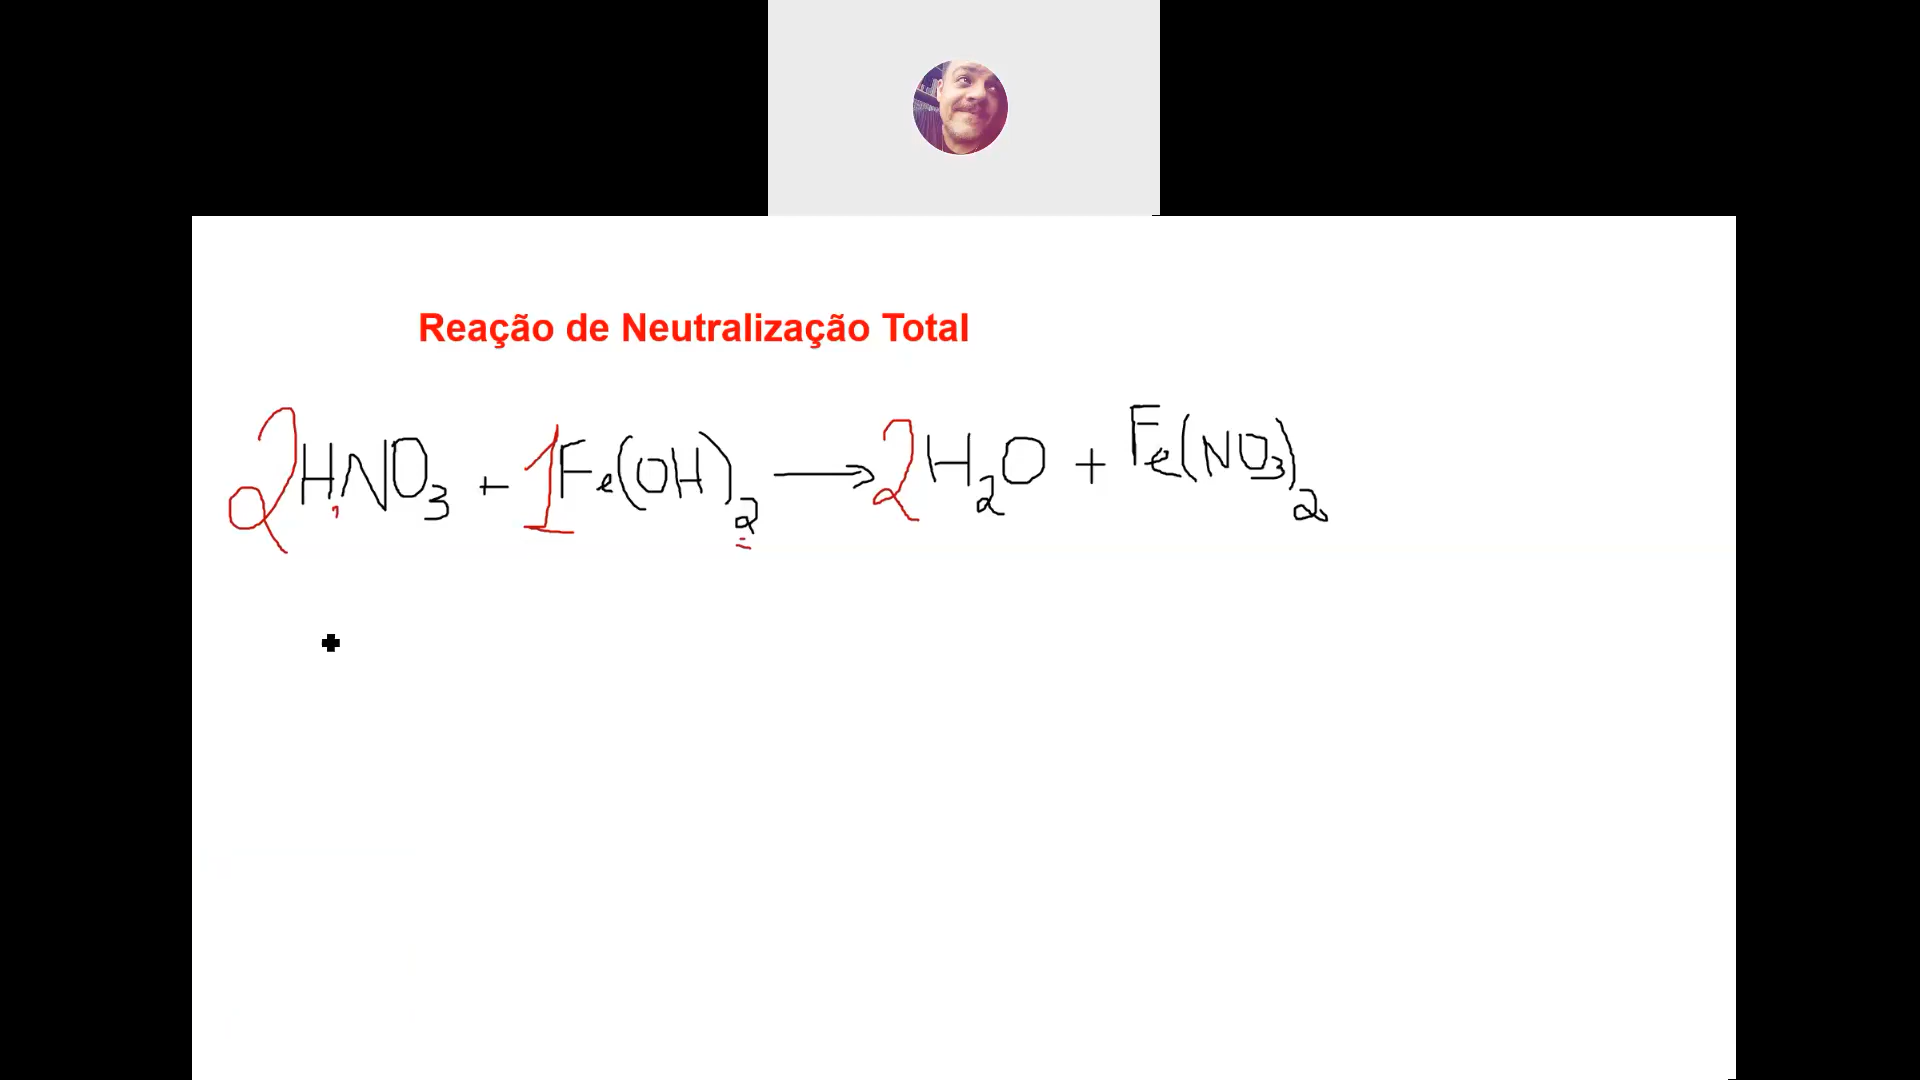 Reação de Neutralização Total
2HNO₃ + 1Fe(OH)₂ → 2H₂O + Fe(NO₃)₂